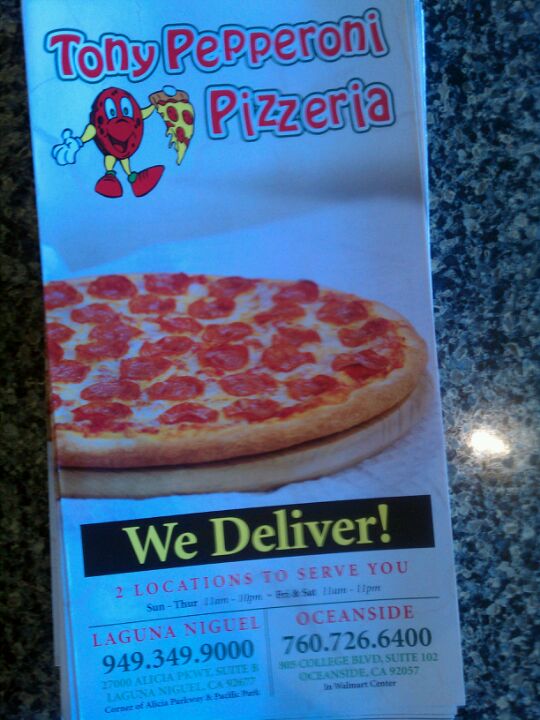 Tony Pepperoni
Pizzeria
We Deliver!
2 LOCATIONS TO SERVE YOU
Sun - Thur 11am - 10pm - Fri & Sat 11am - 11pm
LAGUNA NIGUEL
949.349.9000
27000 ALICIA PKWY, SUITE B
LAGUNA NIGUEL, CA 92677
Corner of Alicia Parkway & Pacific Park
OCEANSIDE
760.726.6400
805 COLLEGE BLVD, SUITE 102
OCEANSIDE, CA 92057
In Walmart Center